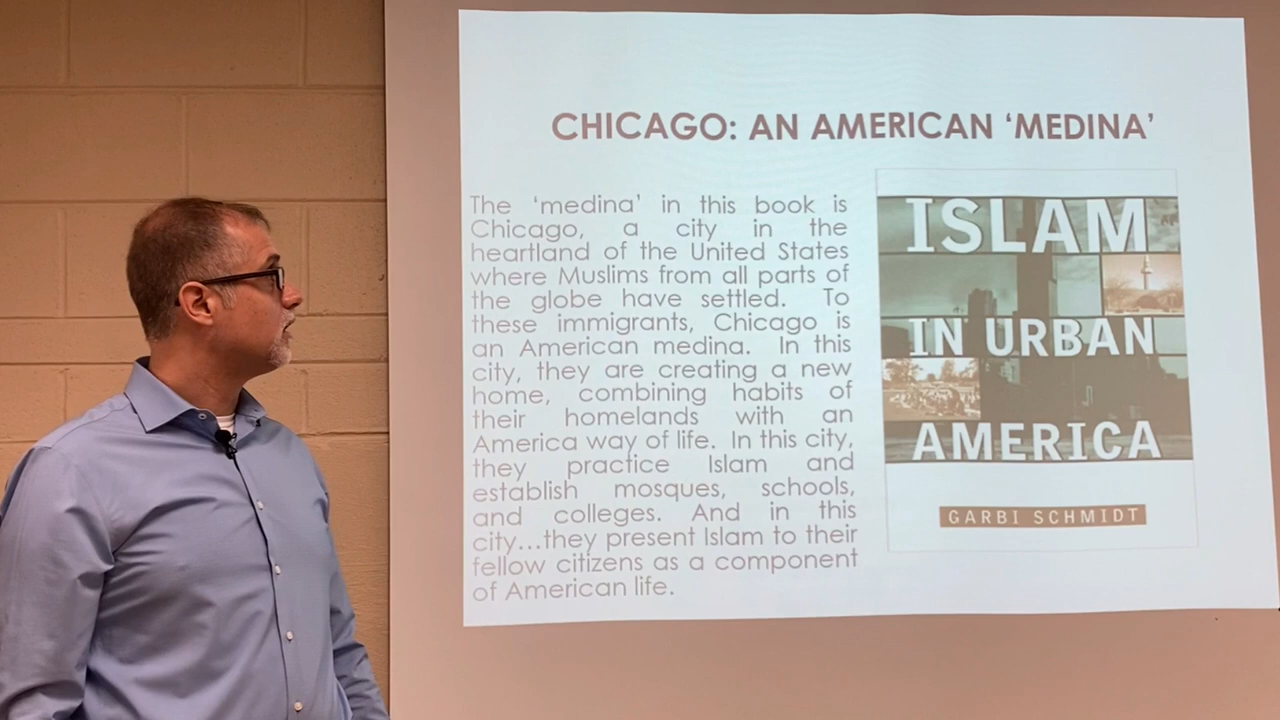 CHICAGO: AN AMERICAN ‘MEDINA’
The ‘medina’ in this book is
Chicago, a city in the
heartland of the United States
where Muslims from all parts of
the globe have settled. To
these immigrants, Chicago is
an American medina. In this
city, they are creating a new
home, combining habits of
their homelands with an
America way of life. In this city,
they practice Islam and
establish mosques, schools,
and colleges. And in this
city...they present Islam to their
fellow citizens as a component
of American life.
ISLAM
IN URBAN
AMERICA
GARBI SCHMIDT